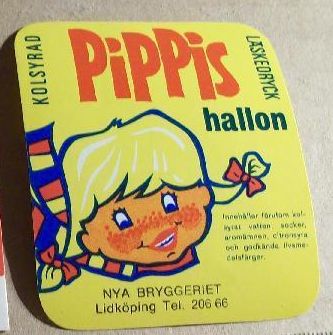 KOLSYRAD
PiPPis
LÄSKEDRYCK
hallon
Innehåller förutom kol-
syrat vatten, socker,
aromämnen, citronsyra
och godkända livsme-
delsfärger.
NYA BRYGGERIET
Lidköping Tel. 206 66